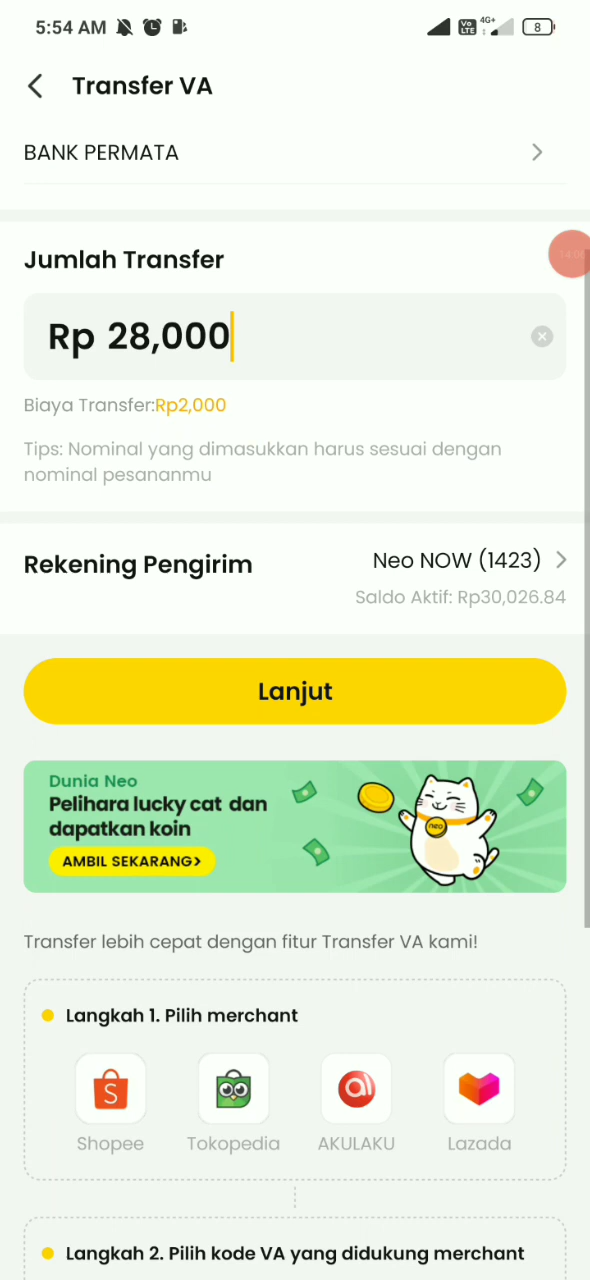 5:54 AM
Vo LTE
4G+
8
Transfer VA
BANK PERMATA
Jumlah Transfer
Rp 28,000
Biaya Transfer:Rp2,000
Tips: Nominal yang dimasukkan harus sesuai dengan
nominal pesananmu
Rekening Pengirim
Neo NOW (1423)
Saldo Aktif: Rp30,026.84
Lanjut
Dunia Neo
Pelihara lucky cat dan
dapatkan koin
AMBIL SEKARANG>
neo
Transfer lebih cepat dengan fitur Transfer VA kami!
Langkah 1. Pilih merchant
Shopee
Tokopedia
AKULAKU
Lazada
Langkah 2. Pilih kode VA yang didukung merchant